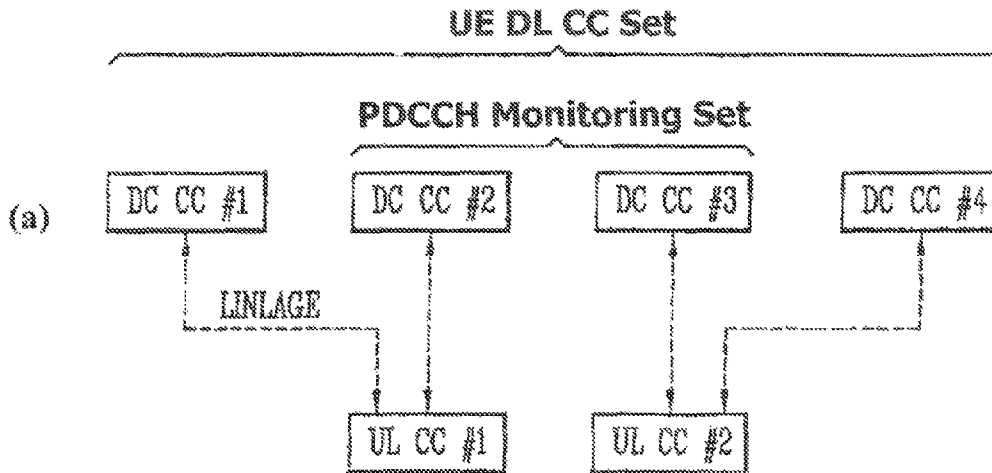 UE DL CC Set
PDCCH Monitoring Set
(a)
DC CC #1
DC CC #2
DC CC #3
DC CC #4
LINLAGE
UL CC #1
UL CC #2